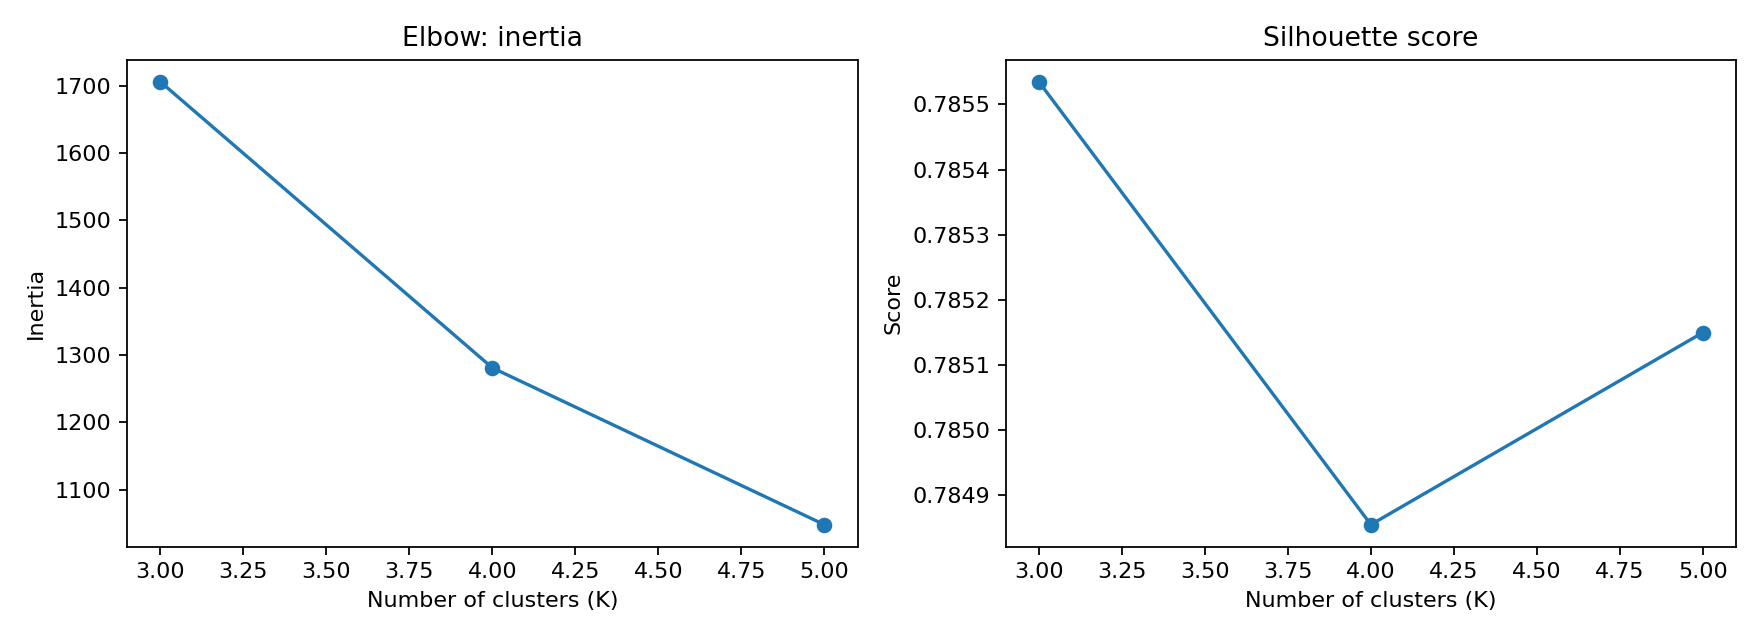 Elbow: inertia
1700
1600
1500
1400
1300
1200
1100
Inertia
3.00 3.25 3.50 3.75 4.00 4.25 4.50 4.75 5.00
Number of clusters (K)
Silhouette score
0.7855
0.7854
0.7853
0.7852
0.7851
0.7850
0.7849
Score
3.00 3.25 3.50 3.75 4.00 4.25 4.50 4.75 5.00
Number of clusters (K)